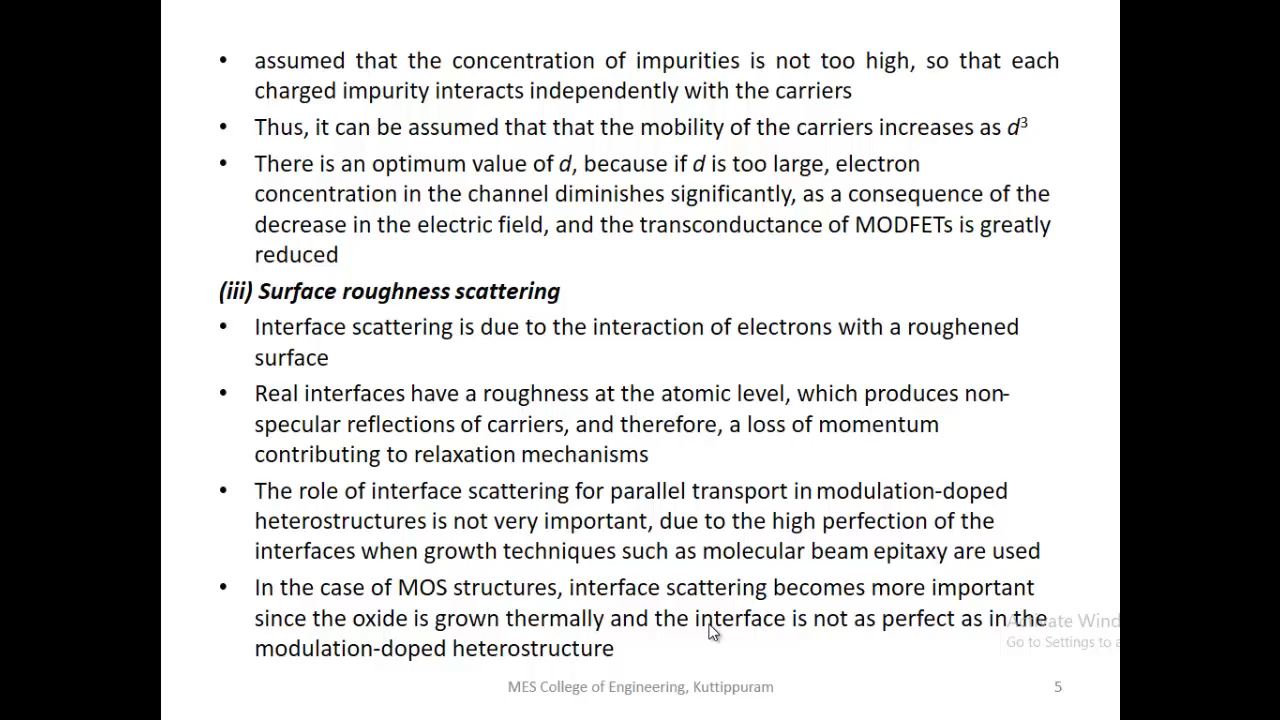 • assumed that the concentration of impurities is not too high, so that each
charged impurity interacts independently with the carriers
• Thus, it can be assumed that that the mobility of the carriers increases as d³
• There is an optimum value of d, because if d is too large, electron
concentration in the channel diminishes significantly, as a consequence of the
decrease in the electric field, and the transconductance of MODFETs is greatly
reduced
(iii) Surface roughness scattering
• Interface scattering is due to the interaction of electrons with a roughened
surface
• Real interfaces have a roughness at the atomic level, which produces non-
specular reflections of carriers, and therefore, a loss of momentum
contributing to relaxation mechanisms
• The role of interface scattering for parallel transport in modulation-doped
heterostructures is not very important, due to the high perfection of the
interfaces when growth techniques such as molecular beam epitaxy are used
• In the case of MOS structures, interface scattering becomes more important
since the oxide is grown thermally and the interface is not as perfect as in the
modulation-doped heterostructure
Activate Wind
Go to Settings to a
MES College of Engineering, Kuttippuram 5